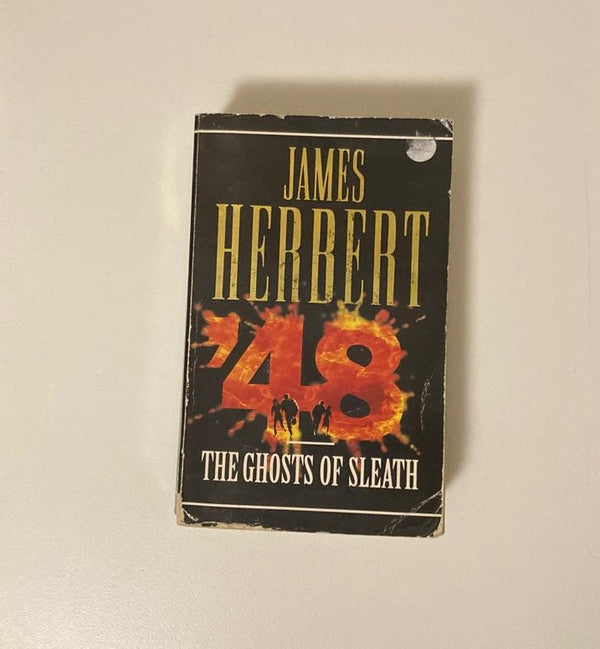 JAMES
HERBERT
'48
THE GHOSTS OF SLEATH